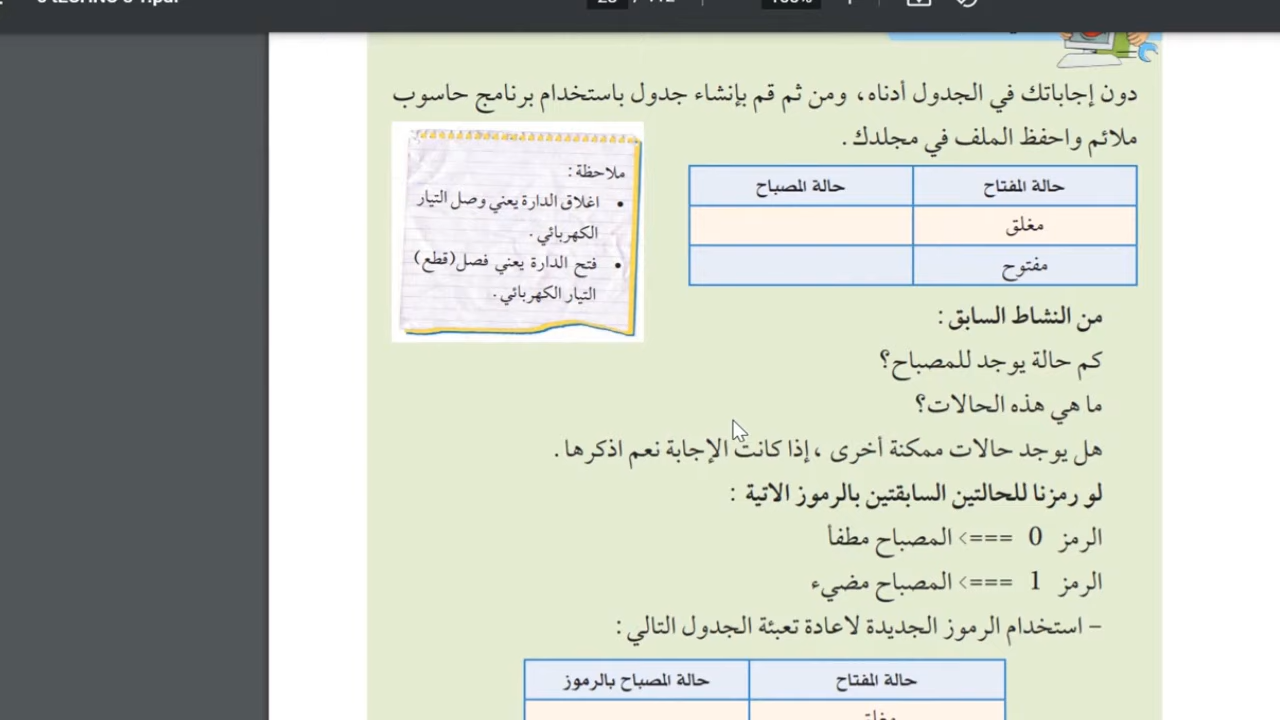 دون إجاباتك في الجدول أدناه، ومن ثم قم بإنشاء جدول باستخدام برنامج حاسوب
ملائم واحفظ الملف في مجلدك.
حالة المفتاح
حالة المصباح
مغلق
مفتوح
ملاحظة:
• اغلاق الدارة يعني وصل التيار
الكهربائي.
• فتح الدارة يعني فصل(قطع)
التيار الكهربائي.
من النشاط السابق:
كم حالة يوجد للمصباح؟
ما هي هذه الحالات؟
هل يوجد حالات ممكنة أخرى ، إذا كانت الإجابة نعم اذكرها.
لو رمزنا للحالتين السابقتين بالرموز الاتية :
الرمز 0 ===> المصباح مطفأ
الرمز 1 ===> المصباح مضيء
– استخدام الرموز الجديدة لاعادة تعبئة الجدول التالي:
حالة المفتاح
حالة المصباح بالرموز
مغلق